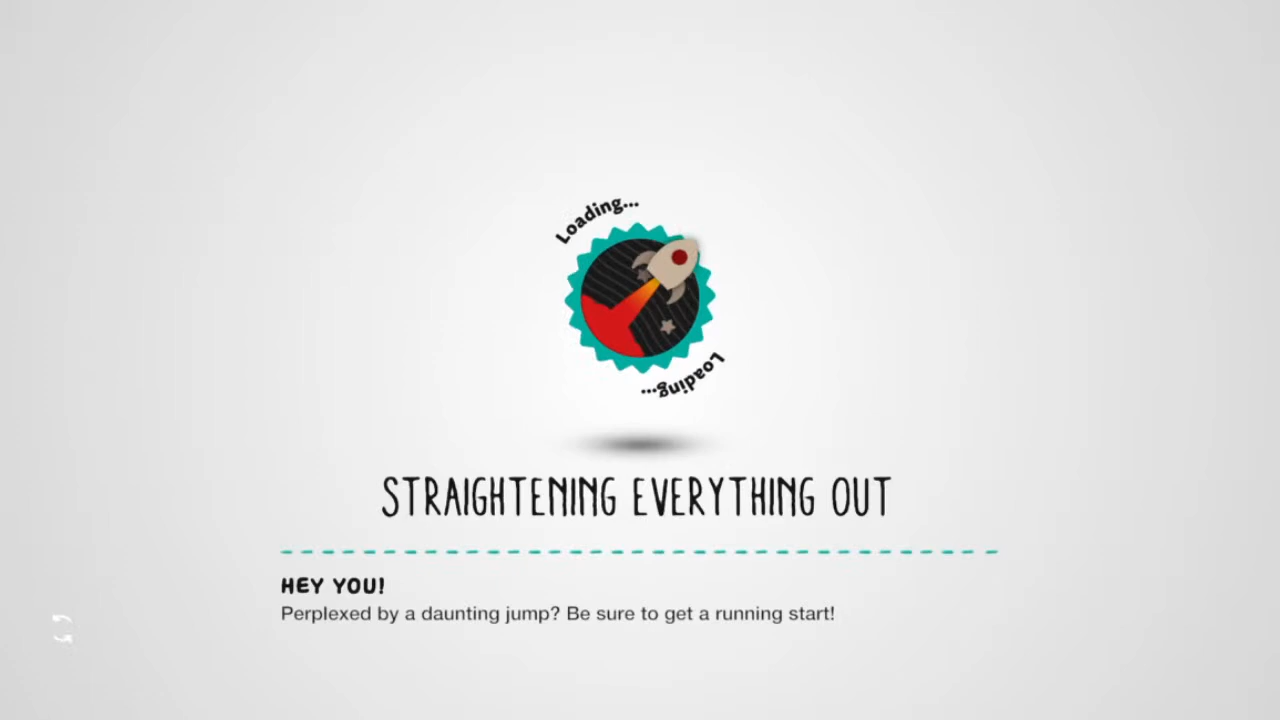 Loading...
Loading...
STRAIGHTENING EVERYTHING OUT
HEY YOU!
Perplexed by a daunting jump? Be sure to get a running start!